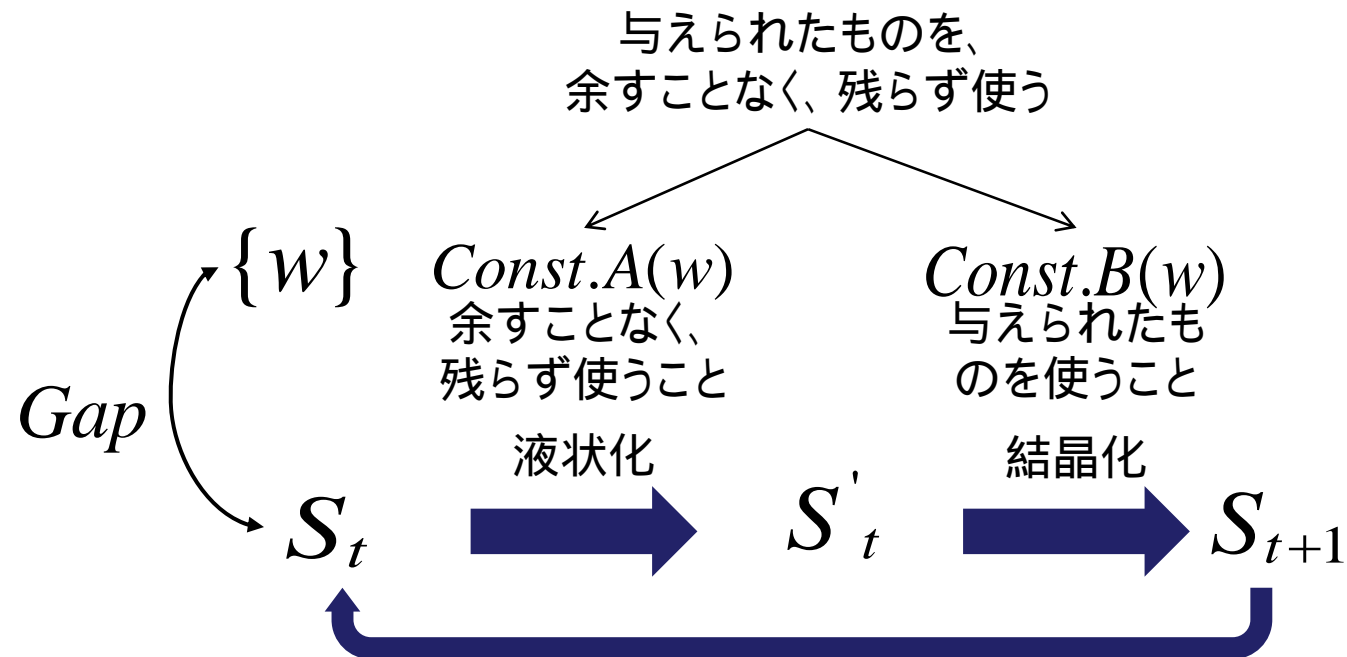 与えられたものを、
余すことなく、残らず使う
{w} Const.A(w) Const.B(w)
余すことなく、 与えられたも
残らず使うこと のを使うこと
Gap
液状化 結晶化
S_t S'_t S_{t+1}